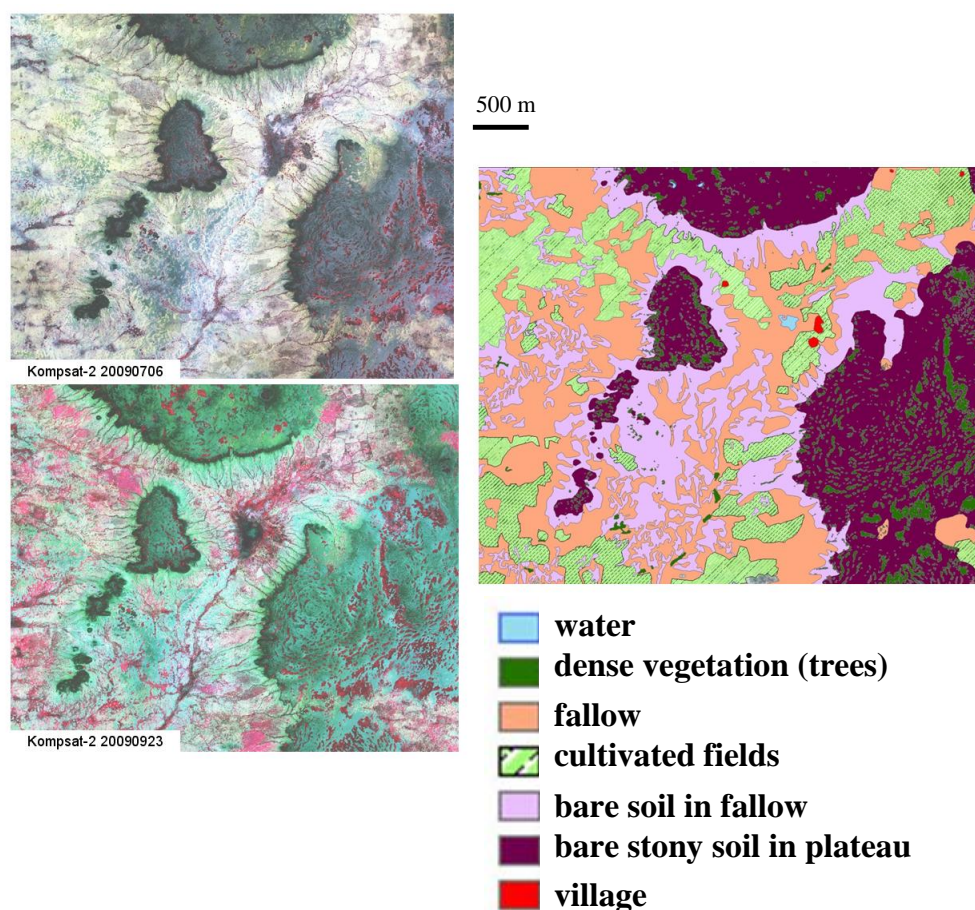 Kompsat-2 20090706
Kompsat-2 20090923
500 m
water
dense vegetation (trees)
fallow
cultivated fields
bare soil in fallow
bare stony soil in plateau
village